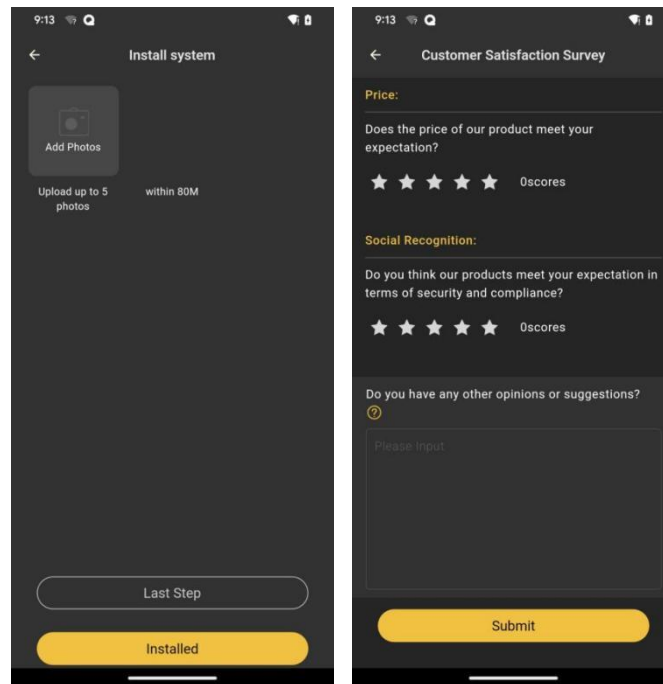 9:13
Install system
Add Photos
Upload up to 5
photos
within 80M
Last Step
Installed
9:13
Customer Satisfaction Survey
Price:
Does the price of our product meet your
expectation?
0scores
Social Recognition:
Do you think our products meet your expectation in
terms of security and compliance?
0scores
Do you have any other opinions or suggestions?
Please Input
Submit